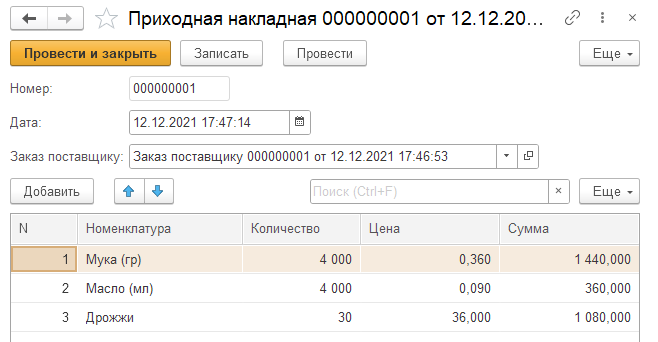 Приходная накладная 000000001 от 12.12.20...
Провести и закрыть Записать Провести Еще
Номер: 000000001
Дата: 12.12.2021 17:47:14
Заказ поставщику: Заказ поставщику 000000001 от 12.12.2021 17:46:53
Добавить Поиск (Ctrl+F) × Еще
N Номенклатура Количество Цена Сумма
1 Мука (гр) 4 000 0,360 1 440,000
2 Масло (мл) 4 000 0,090 360,000
3 Дрожжи 30 36,000 1 080,000